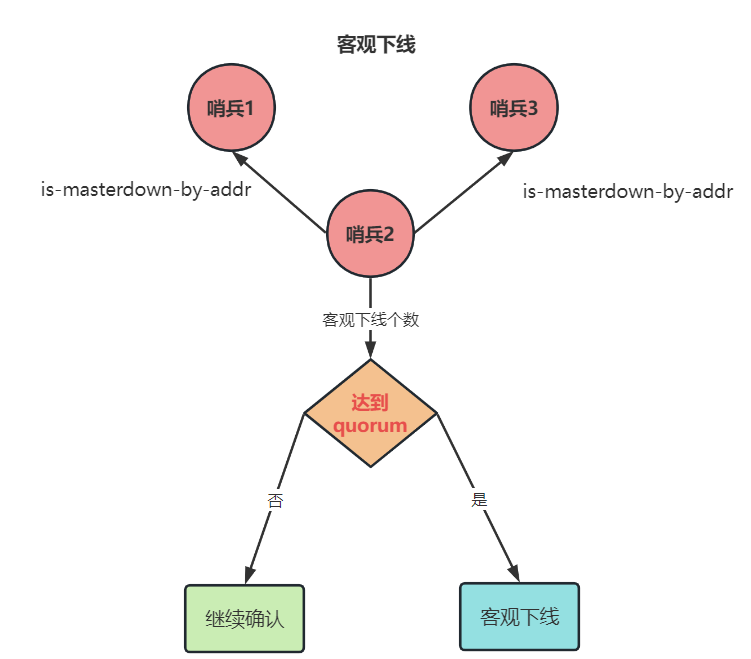 客观下线
哨兵1
哨兵3
is-masterdown-by-addr
is-masterdown-by-addr
哨兵2
客观下线个数
达到
quorum
否
是
继续确认
客观下线